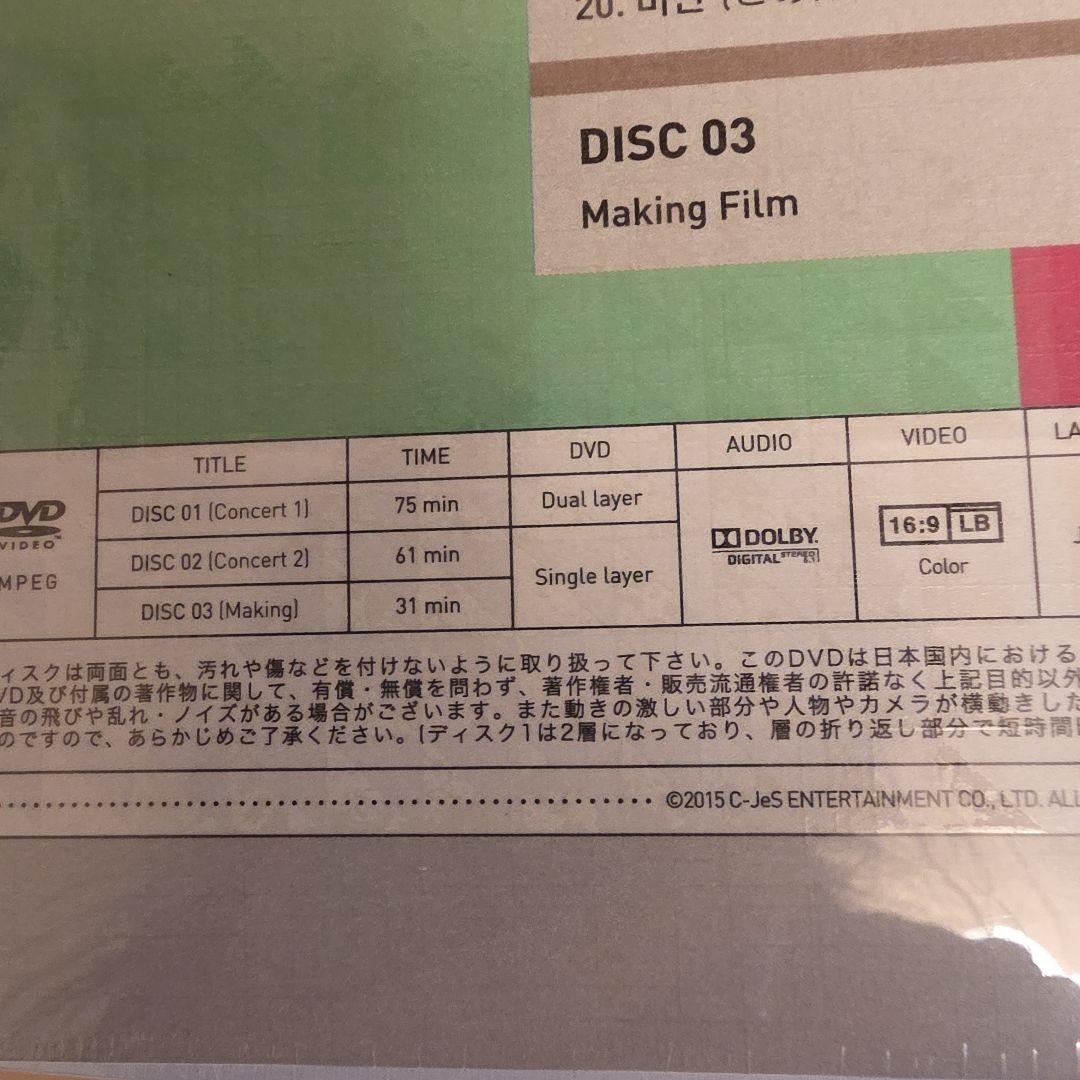 20. 미안
DISC 03
Making Film
TITLE TIME DVD AUDIO VIDEO LA
DISC 01 (Concert 1) 75 min Dual layer
DISC 02 (Concert 2) 61 min Single layer
DISC 03 (Making) 31 min
DVD
VIDEO™
MPEG
DOLBY
DIGITAL STEREO
16:9 LB
Color
ィスクは両面とも、汚れや傷などを付けないように取り扱って下さい。このDVDは日本国内における
VD及び付属の著作物に関して、有償・無償を問わず、著作権者・販売流通権者の許諾なく上記目的以外
音の飛びや乱れ・ノイズがある場合がございます。また動きの激しい部分や人物やカメラが横動きした
のですので、あらかじめご了承ください。[ディスク1は2層になっており、層の折り返し部分で短時間
©2015 C-JeS ENTERTAINMENT CO., LTD. ALL